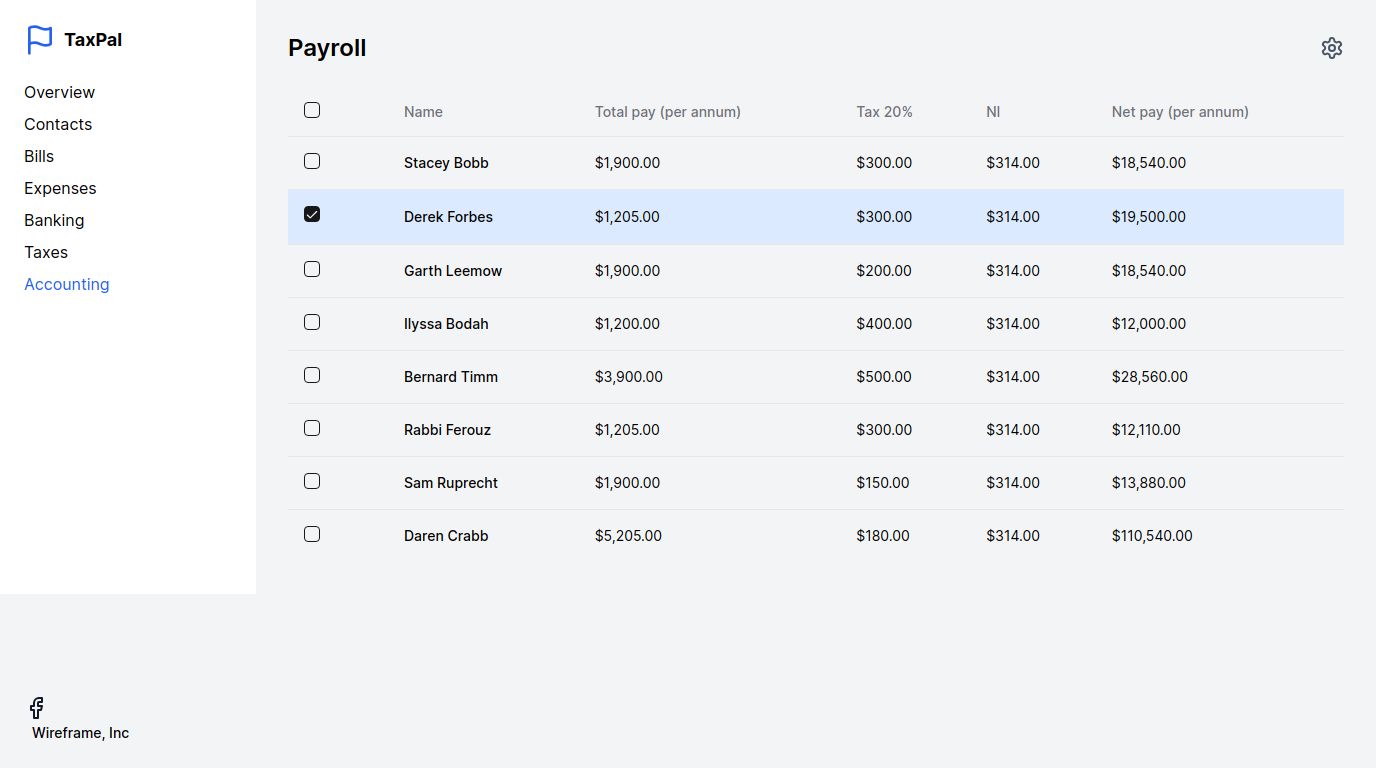 TaxPal
Overview
Contacts
Bills
Expenses
Banking
Taxes
Accounting
Payroll
Name Total pay (per annum) Tax 20% NI Net pay (per annum)
Stacey Bobb $1,900.00 $300.00 $314.00 $18,540.00
Derek Forbes $1,205.00 $300.00 $314.00 $19,500.00
Garth Leemow $1,900.00 $200.00 $314.00 $18,540.00
Ilyssa Bodah $1,200.00 $400.00 $314.00 $12,000.00
Bernard Timm $3,900.00 $500.00 $314.00 $28,560.00
Rabbi Ferouz $1,205.00 $300.00 $314.00 $12,110.00
Sam Ruprecht $1,900.00 $150.00 $314.00 $13,880.00
Daren Crabb $5,205.00 $180.00 $314.00 $110,540.00
Wireframe, Inc